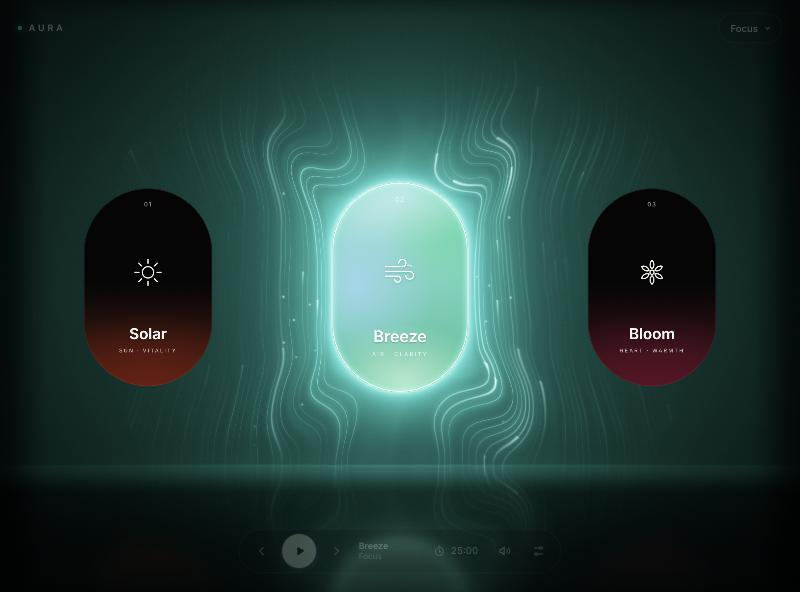 AURA
Focus
01
Solar
SUN · VITALITY
02
Breeze
AIR · CLARITY
03
Bloom
HEART · WARMTH
Breeze
Focus
25:00